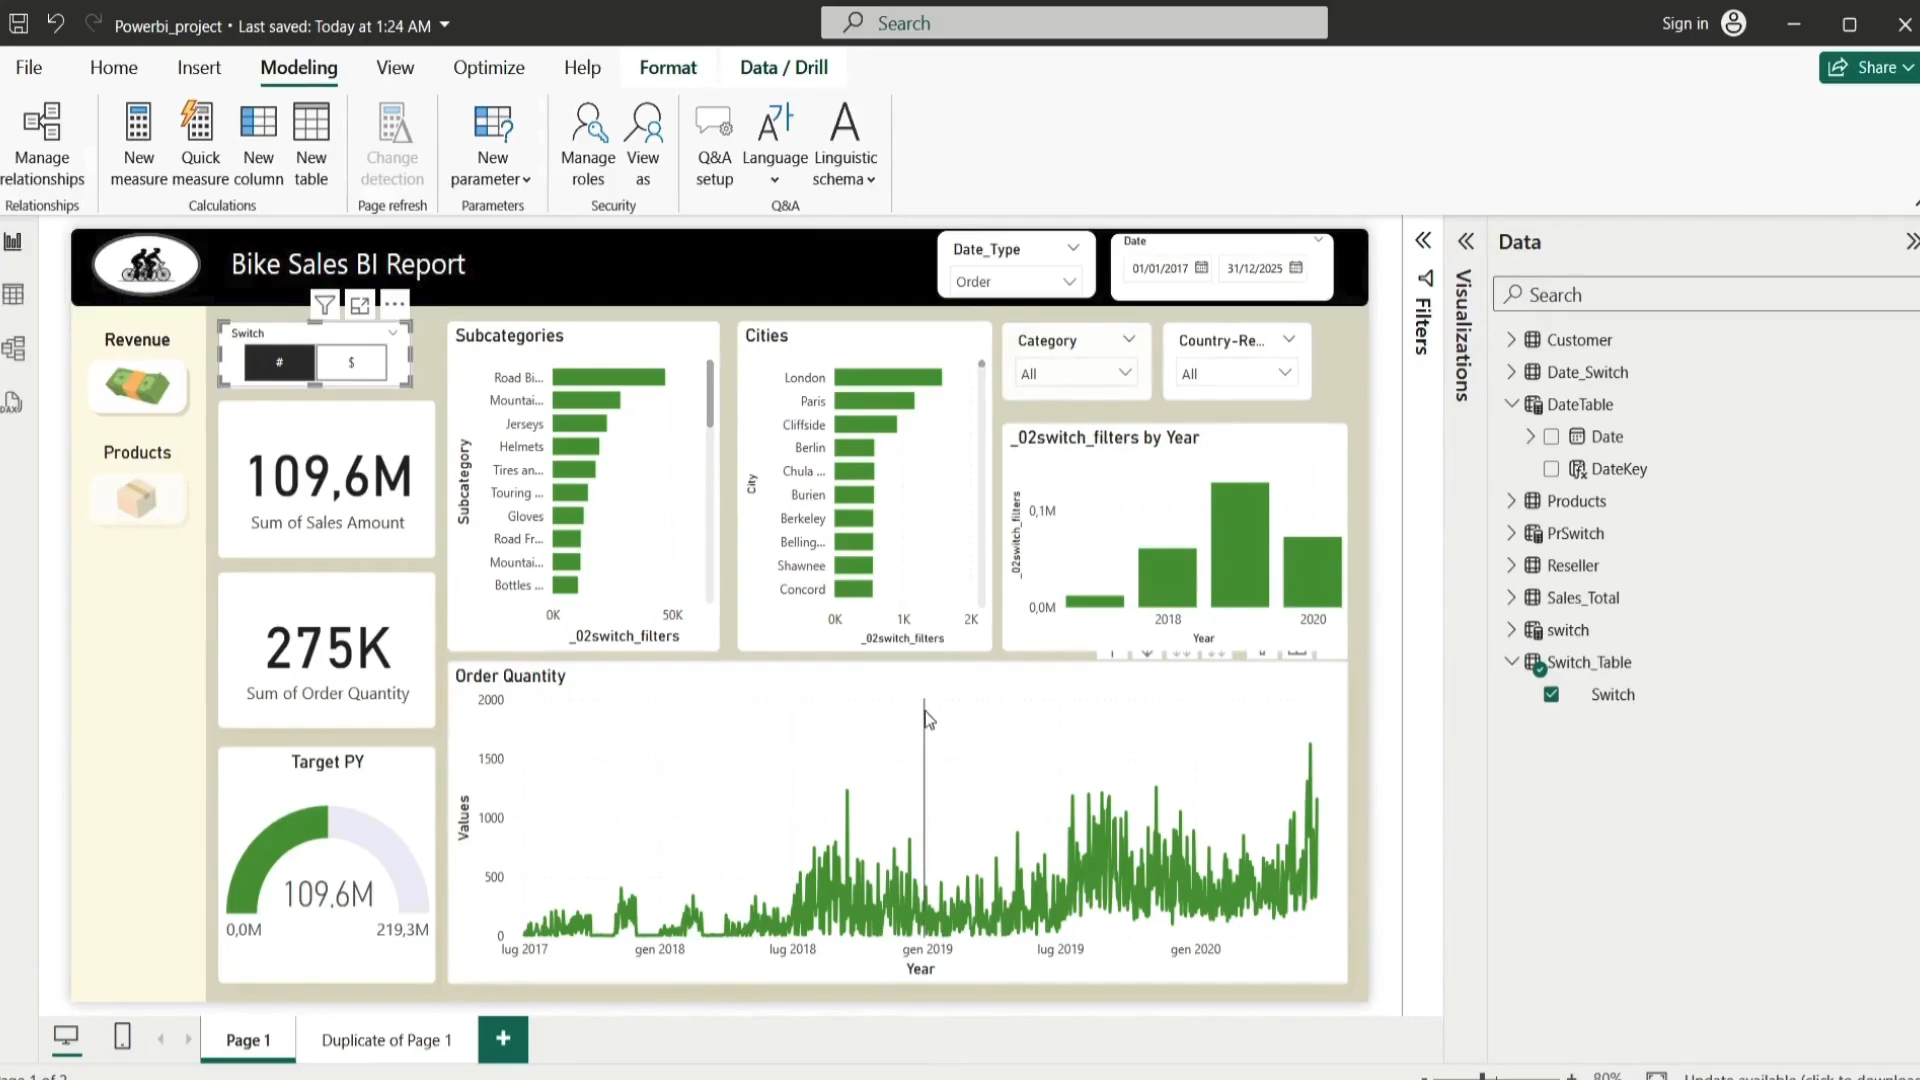 Powerbi_project • Last saved: Today at 1:24 AM
Search
Sign in
File
Home
Insert
Modeling
View
Optimize
Help
Format
Data / Drill
Share
Manage relationships
New measure
Quick measure
New column
New table
Change detection
New parameter
Manage roles
View as
Q&A setup
Language
Linguistic schema
Relationships
Calculations
Page refresh
Parameters
Security
Q&A
Bike Sales BI Report
Date_Type
Order
Date
01/01/2017
31/12/2025
Revenue
Products
Switch
#
$
109,6M
Sum of Sales Amount
275K
Sum of Order Quantity
Target PY
109.6M
0,0M
219,3M
Subcategories
Subcategory
Road Bi...
Mountai...
Jerseys
Helmets
Tires an...
Touring ...
Gloves
Road Fr...
Mountai...
Bottles ...
0K
50K
_02switch_filters
Cities
City
London
Paris
Cliffside
Berlin
Chula ...
Burien
Berkeley
Belling...
Shawnee
Concord
0K
1K
2K
_02switch_filters
Category
All
Country-Re...
All
_02switch_filters by Year
_02switch_filters
0,1M
0,0M
2018
2020
Year
Order Quantity
Values
2000
1500
1000
500
0
lug 2017
gen 2018
lug 2018
gen 2019
lug 2019
gen 2020
Year
Filters
Visualizations
Data
Search
Customer
Date_Switch
DateTable
Date
DateKey
Products
PrSwitch
Reseller
Sales_Total
switch
Switch_Table
Switch
Page 1
Duplicate of Page 1
80%
Update available (click to download